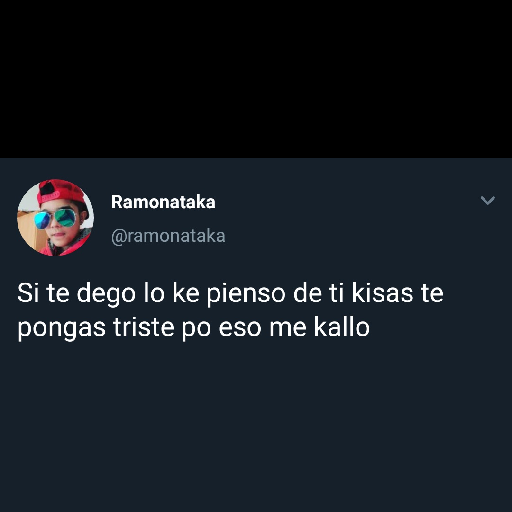 Ramonataka
@ramonataka
Si te dego lo ke pienso de ti kisas te
pongas triste po eso me kallo